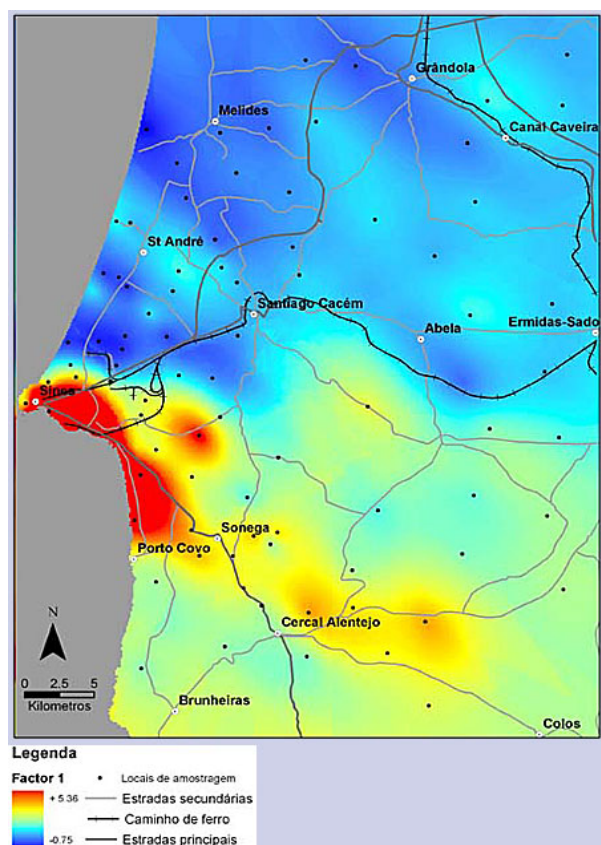 Grândola
Melides
Canal Caveira
St André
Santiago Cacém
Abela
Ermidas-Sado
Sines
Sonega
Porto Covo
N
Cercal Alentejo
0 2.5 5
Kilometros
Brunheiras
Colos
Legenda
Factor 1
Locais de amostragem
+ 5.36
Estradas secundárias
Caminho de ferro
-0.75
Estradas principais